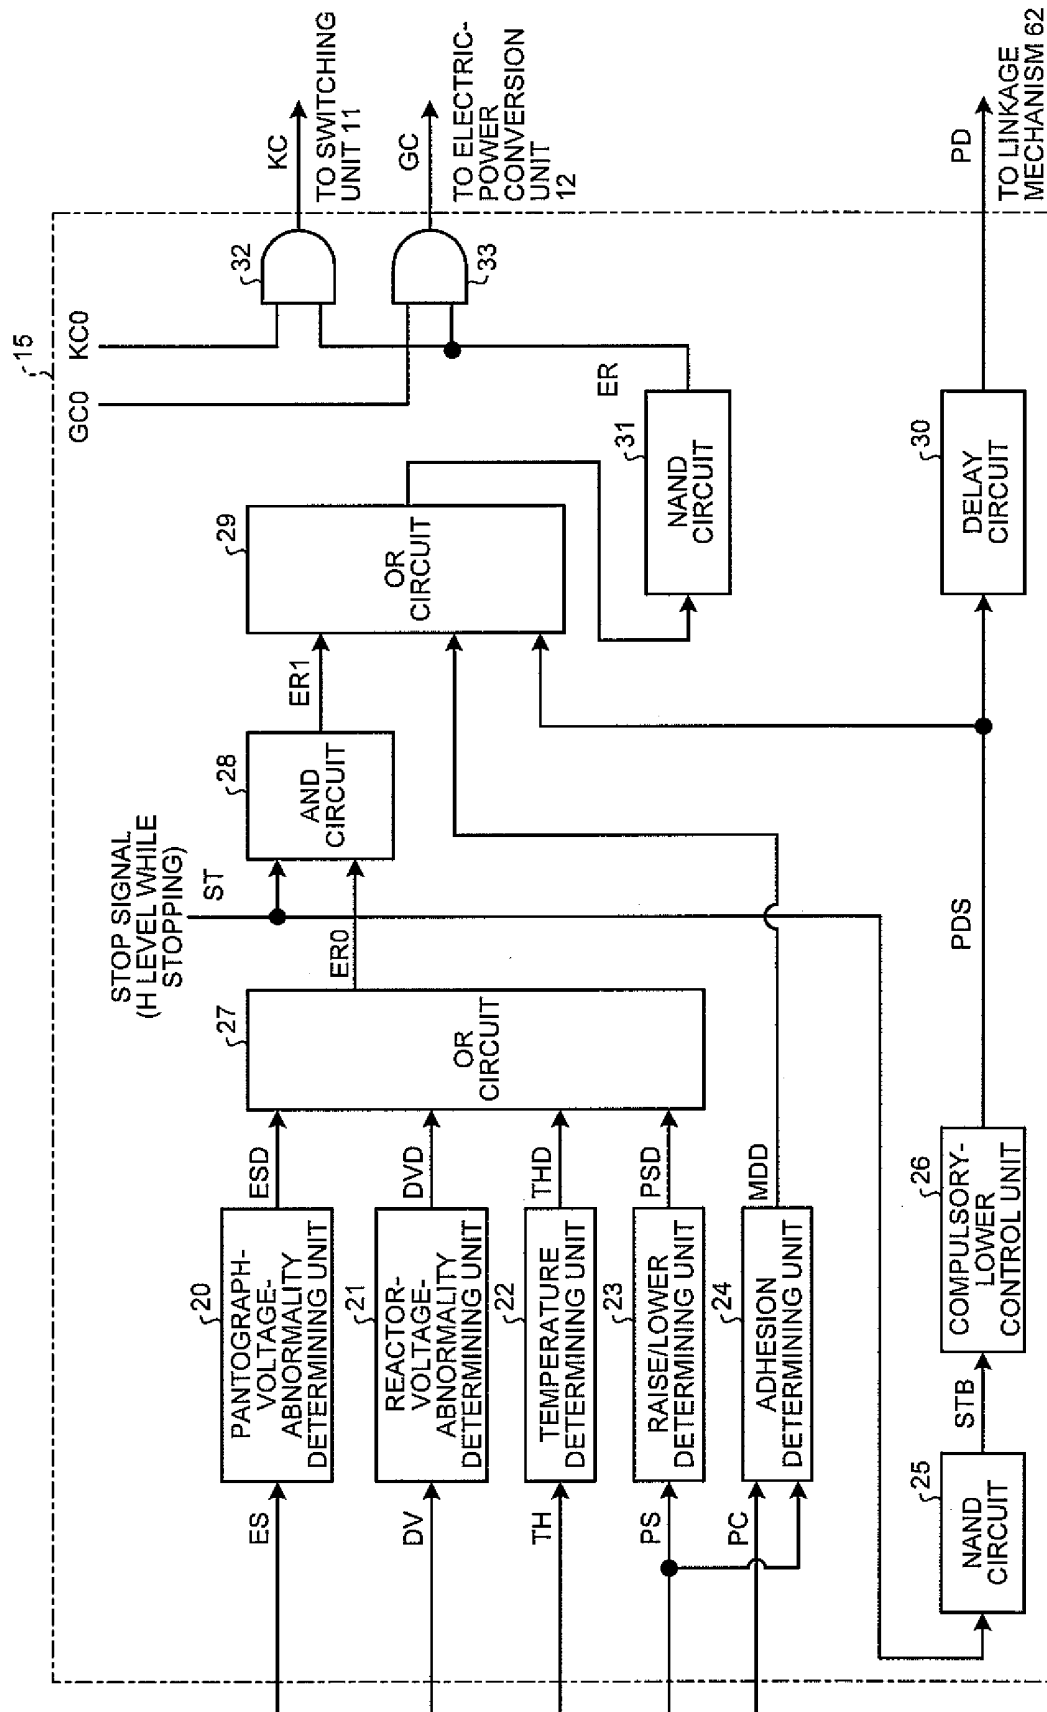 15
KC0
GC0
KC
TO SWITCHING
UNIT 11
32
GC
TO ELECTRIC-
POWER
CONVERSION
UNIT
12
33
STOP SIGNAL
(H LEVEL WHILE
STOPPING)
ST
ES
20
PANTOGRAPH-
VOLTAGE-
ABNORMALITY
DETERMINING UNIT
ESD
DV
21
REACTOR-
VOLTAGE-
ABNORMALITY
DETERMINING UNIT
DVD
TH
22
TEMPERATURE
DETERMINING UNIT
THD
PS
23
RAISE/LOWER
DETERMINING UNIT
PSD
PC
24
ADHESION
DETERMINING UNIT
MDD
27
OR
CIRCUIT
ER0
28
AND
CIRCUIT
ER1
29
OR
CIRCUIT
31
NAND
CIRCUIT
ER
25
NAND
CIRCUIT
STB
26
COMPULSORY-
LOWER
CONTROL UNIT
PDS
30
DELAY
CIRCUIT
PD
TO LINKAGE
MECHANISM 62